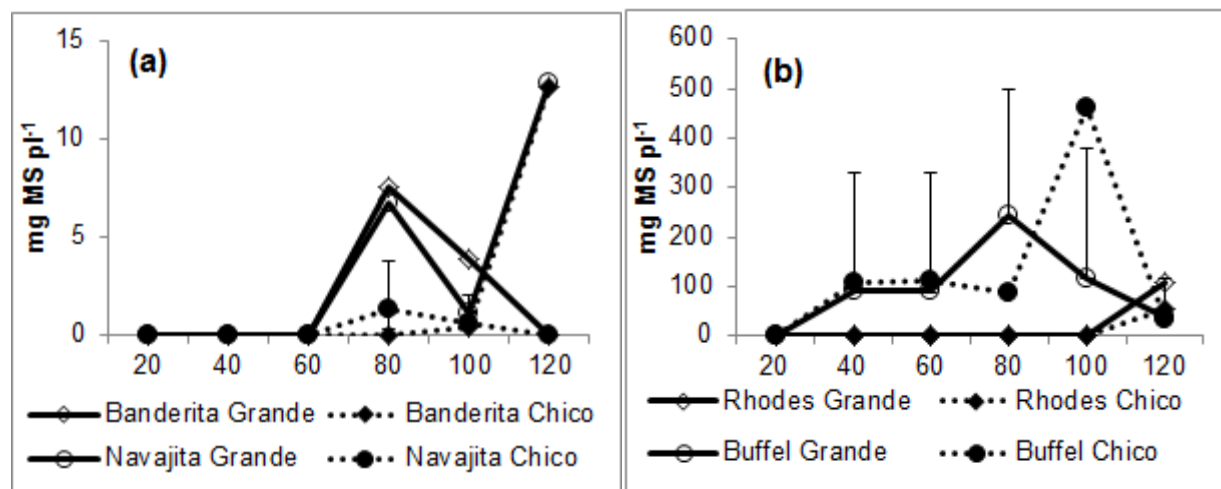 (a)
mg MS pl-1
15
10
5
0
20 40 60 80 100 120
Banderita Grande Banderita Chico
Navajita Grande Navajita Chico
(b)
mg MS pl-1
600
500
400
300
200
100
0
20 40 60 80 100 120
Rhodes Grande Rhodes Chico
Buffel Grande Buffel Chico